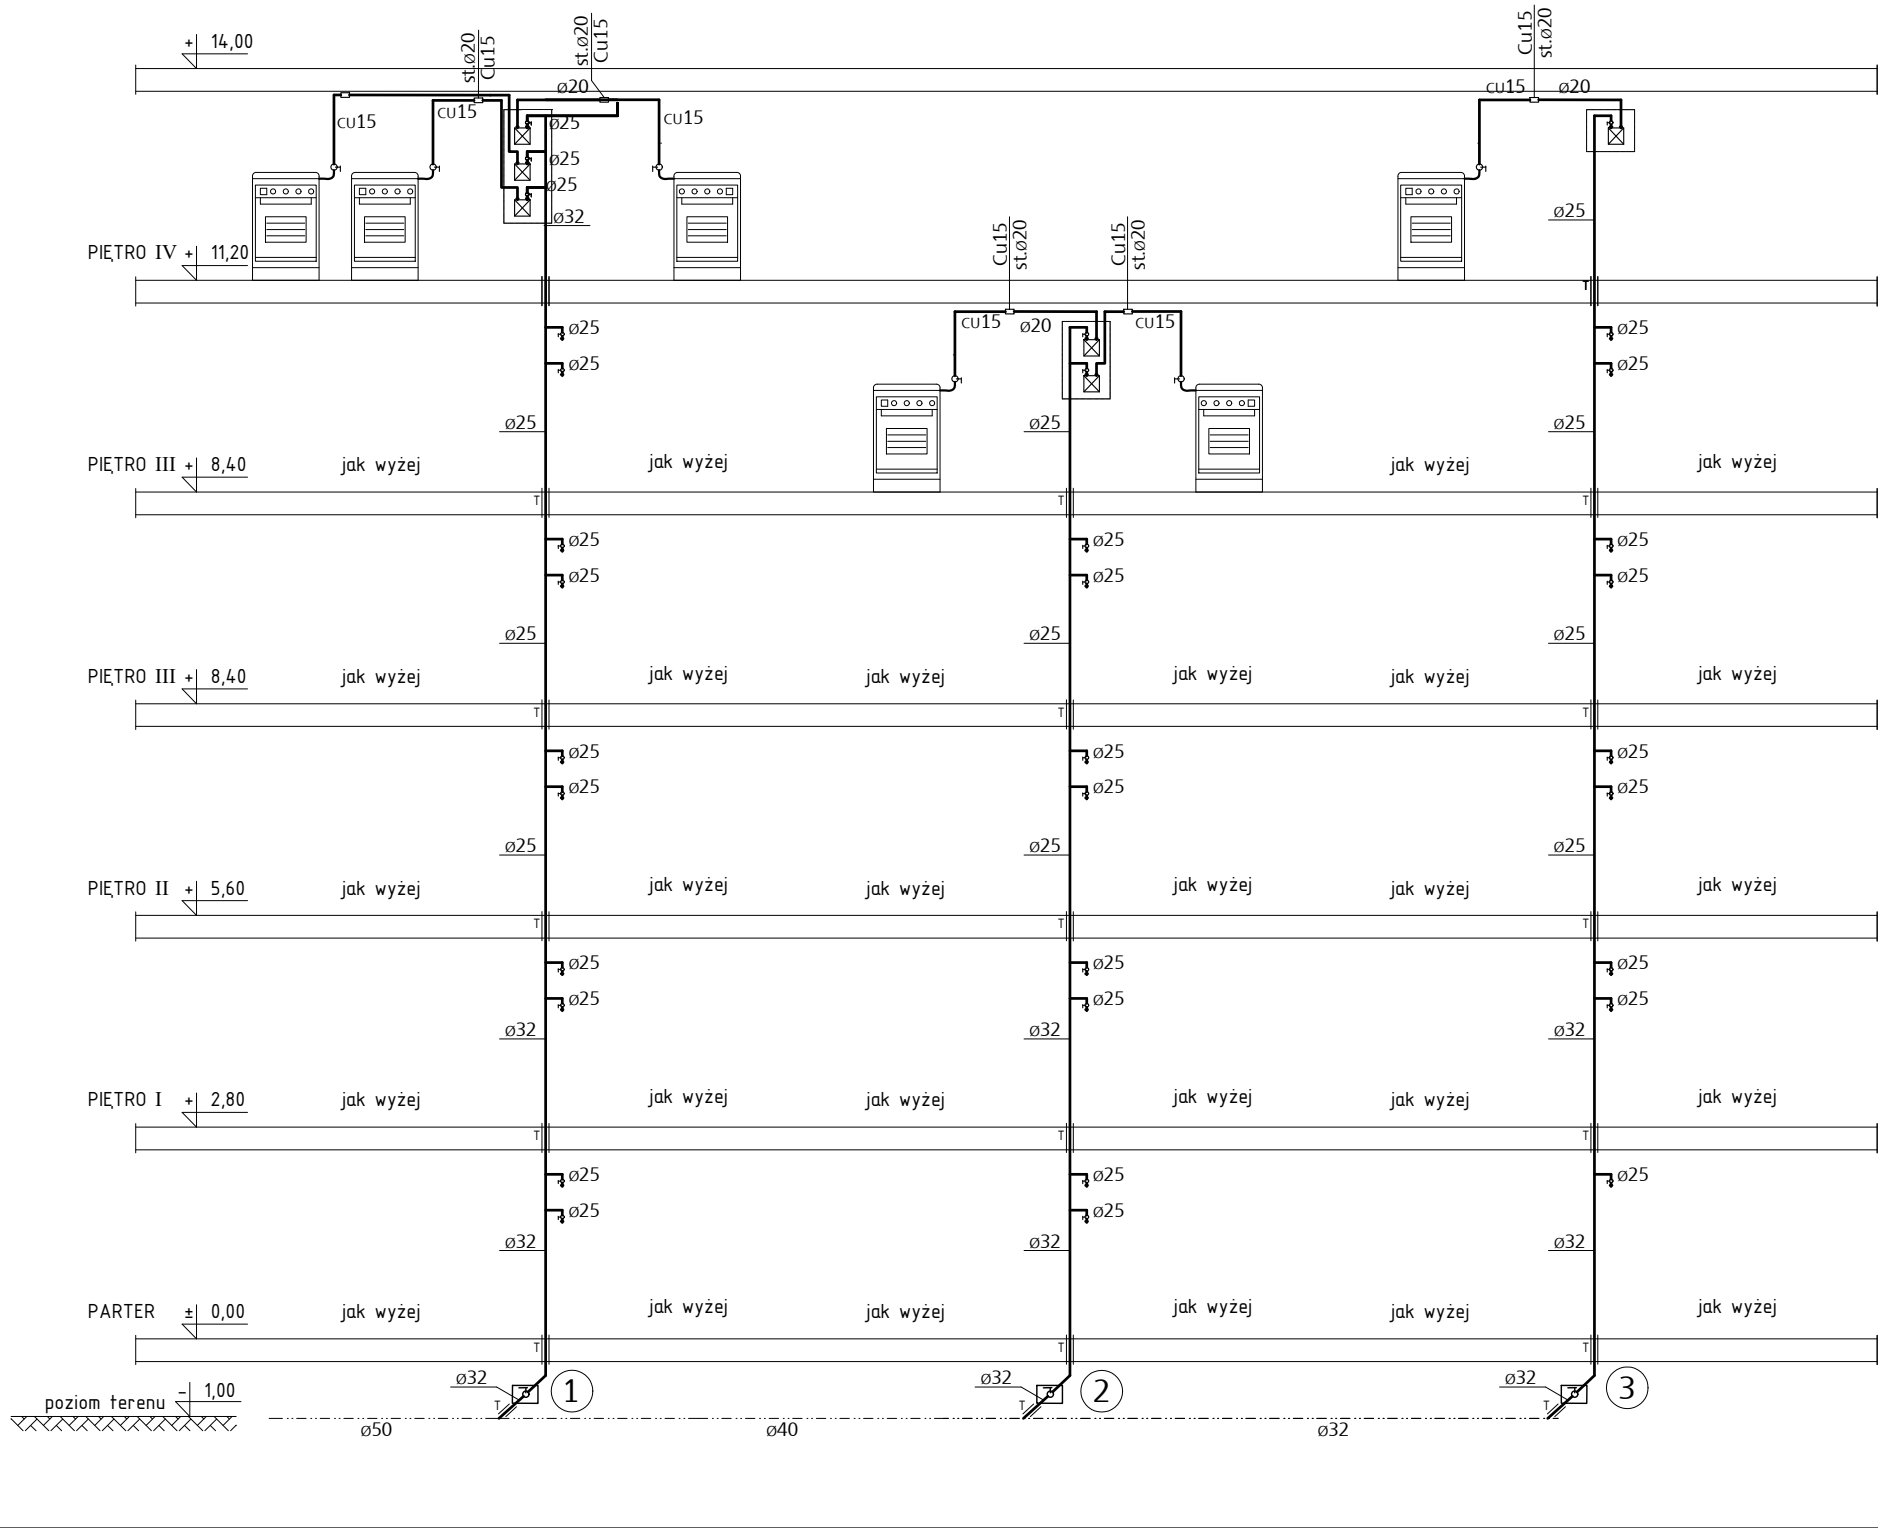 st.ø20
Cu15
st.ø20
Cu15
Cu15
st.ø20
+ 14,00
ø20
CU15 ø20
CU15
CU15
ø25
CU15
ø25
ø25
ø32
ø25
PIĘTRO IV + 11,20
Cu15
st.ø20
Cu15
st.ø20
T
CU15 ø20 CU15
ø25
ø25
ø25
ø25
ø25
ø25
ø25
PIĘTRO III + 8,40
jak wyżej
jak wyżej
jak wyżej
jak wyżej
T T T
ø25 ø25 ø25
ø25 ø25 ø25
ø25 ø25 ø25
PIĘTRO III + 8,40
jak wyżej
jak wyżej
jak wyżej
jak wyżej
jak wyżej
jak wyżej
T T T
ø25 ø25 ø25
ø25 ø25 ø25
ø25 ø25 ø25
PIĘTRO II + 5,60
jak wyżej
jak wyżej
jak wyżej
jak wyżej
jak wyżej
jak wyżej
T T T
ø25 ø25 ø25
ø25 ø25 ø25
ø32 ø32 ø32
PIĘTRO I + 2,80
jak wyżej
jak wyżej
jak wyżej
jak wyżej
jak wyżej
jak wyżej
T T T
ø25 ø25 ø25
ø25 ø25
ø32 ø32 ø32
PARTER ± 0,00
jak wyżej
jak wyżej
jak wyżej
jak wyżej
jak wyżej
jak wyżej
T T T
ø32 1 ø32 2 ø32 3
poziom terenu - 1,00
T T T
ø50 ø40 ø32